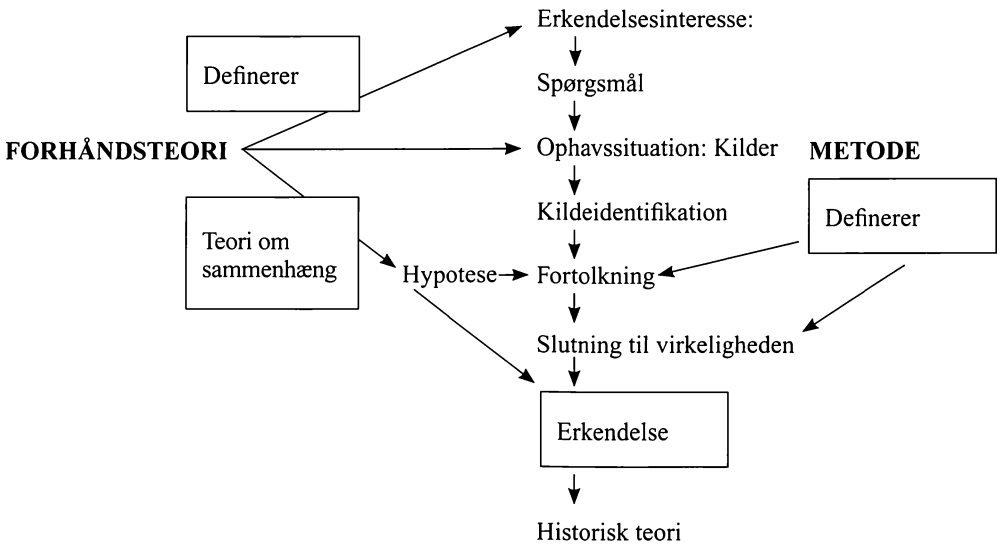 Erkendelsesinteresse:
Definerer
Spørgsmål
FORHÅNDSTEORI
Ophavssituation: Kilder
METODE
Kildeidentifikation
Definerer
Teori om
sammenhæng
Hypotese
Fortolkning
Slutning til virkeligheden
Erkendelse
Historisk teori